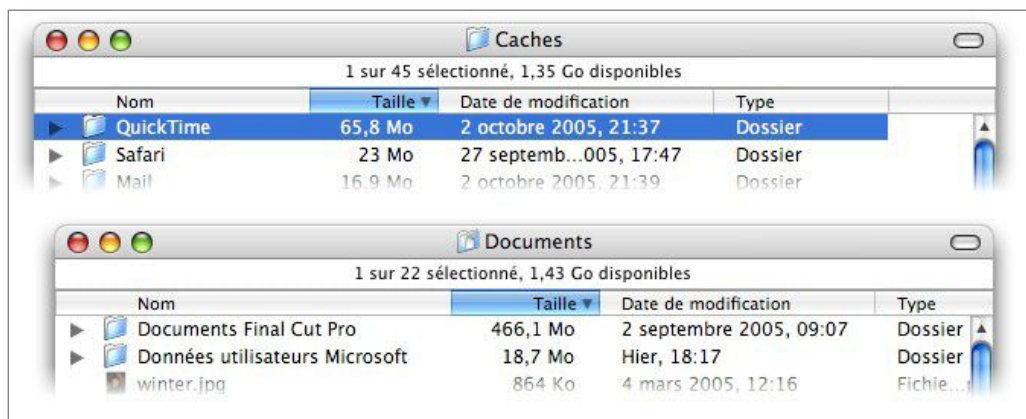 Caches
1 sur 45 sélectionné, 1,35 Go disponibles
Nom Taille Date de modification Type
QuickTime 65,8 Mo 2 octobre 2005, 21:37 Dossier
Safari 23 Mo 27 septemb...005, 17:47 Dossier
Mail 16,9 Mo 2 octobre 2005, 21:39 Dossier
Documents
1 sur 22 sélectionné, 1,43 Go disponibles
Nom Taille Date de modification Type
Documents Final Cut Pro 466,1 Mo 2 septembre 2005, 09:07 Dossier
Données utilisateurs Microsoft 18,7 Mo Hier, 18:17 Dossier
winter.jpg 864 Ko 4 mars 2005, 12:16 Fichie...